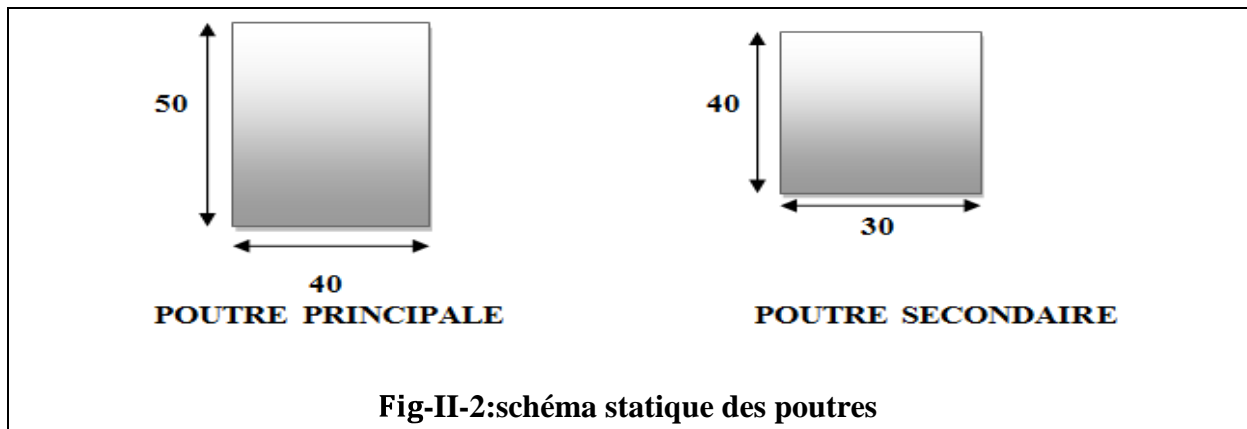 50
40
POUTRE PRINCIPALE
40
30
POUTRE SECONDAIRE
Fig-II-2:schéma statique des poutres